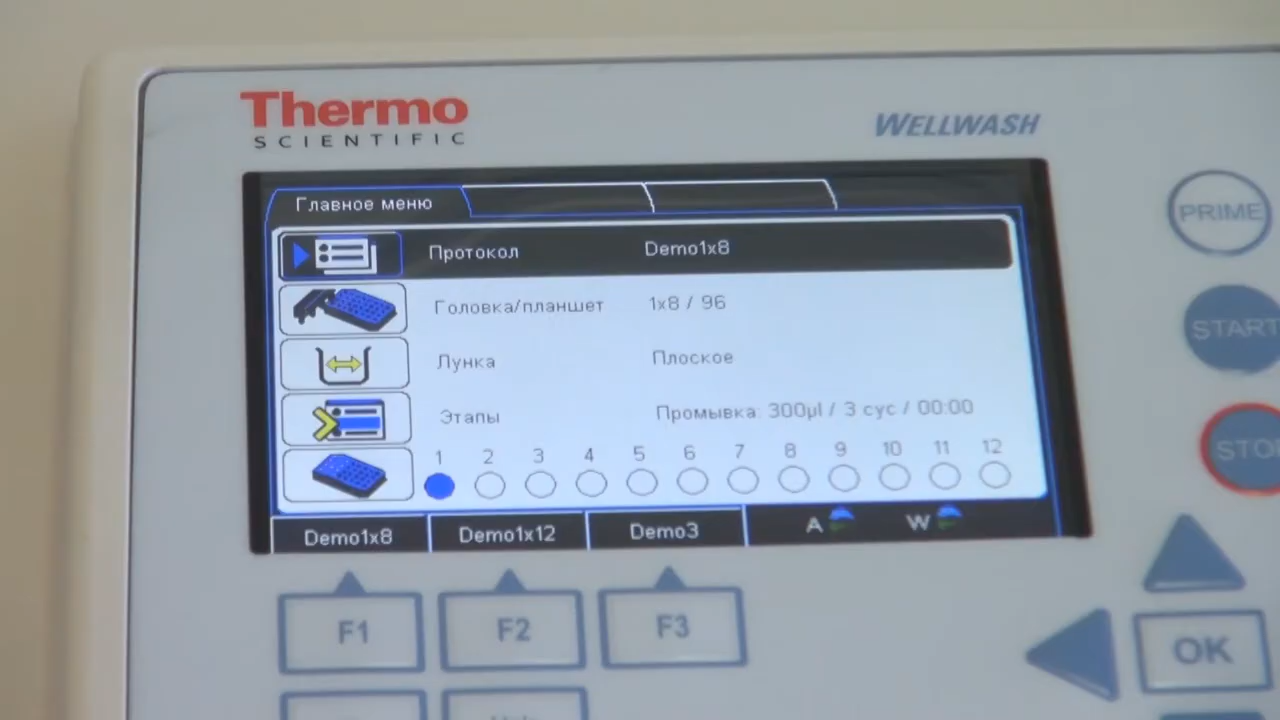 Thermo
SCIENTIFIC
WELLWASH
Главное меню
Протокол Demo1x8
Головка/планшет 1x8 / 96
Лунка Плоское
Этапы Промывка: 300µl / 3 cyc / 00:00
1 2 3 4 5 6 7 8 9 10 11 12
Demo1x8 Demo1x12 Demo3 A W
PRIME
START
STO
F1 F2 F3
OK